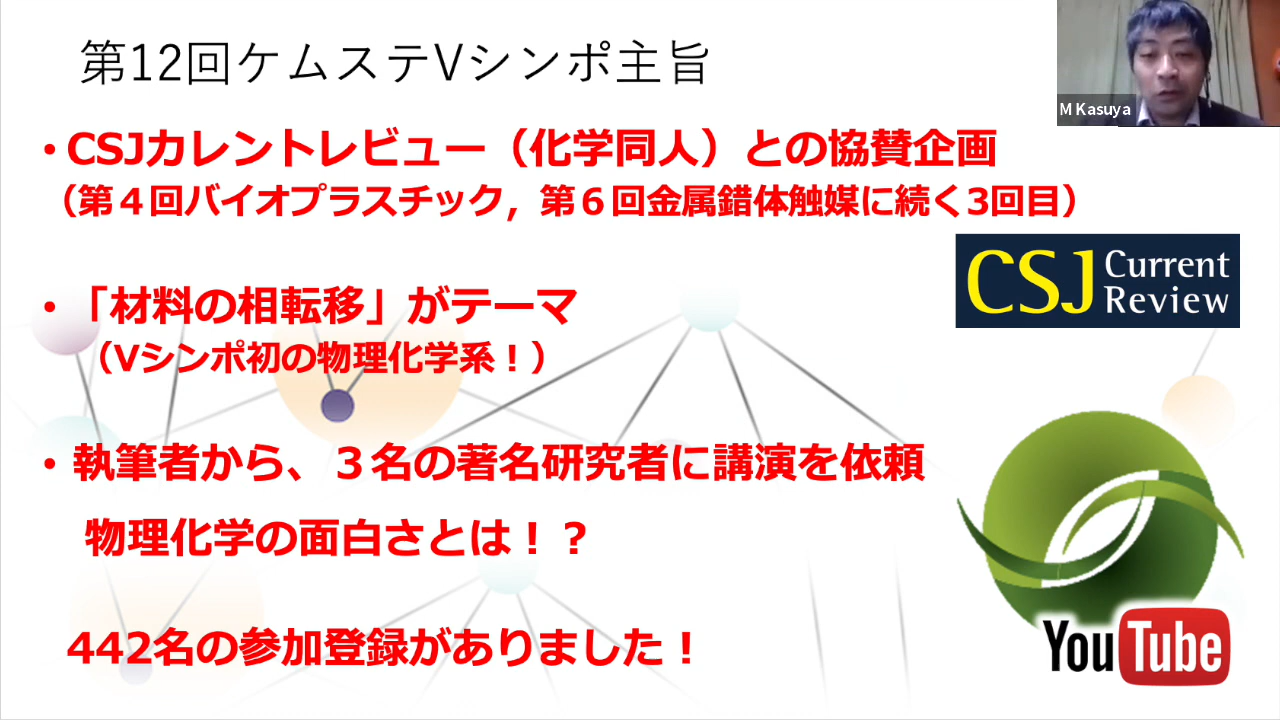 第12回ケムステVシンポ主旨
M Kasuya
・CSJカレントレビュー（化学同人）との協賛企画
（第４回バイオプラスチック，第６回金属錯体触媒に続く3回目）
CSJ Current Review
・「材料の相転移」がテーマ
（Vシンポ初の物理化学系！）
・執筆者から、３名の著名研究者に講演を依頼
物理化学の面白さとは！？
442名の参加登録がありました！
YouTube